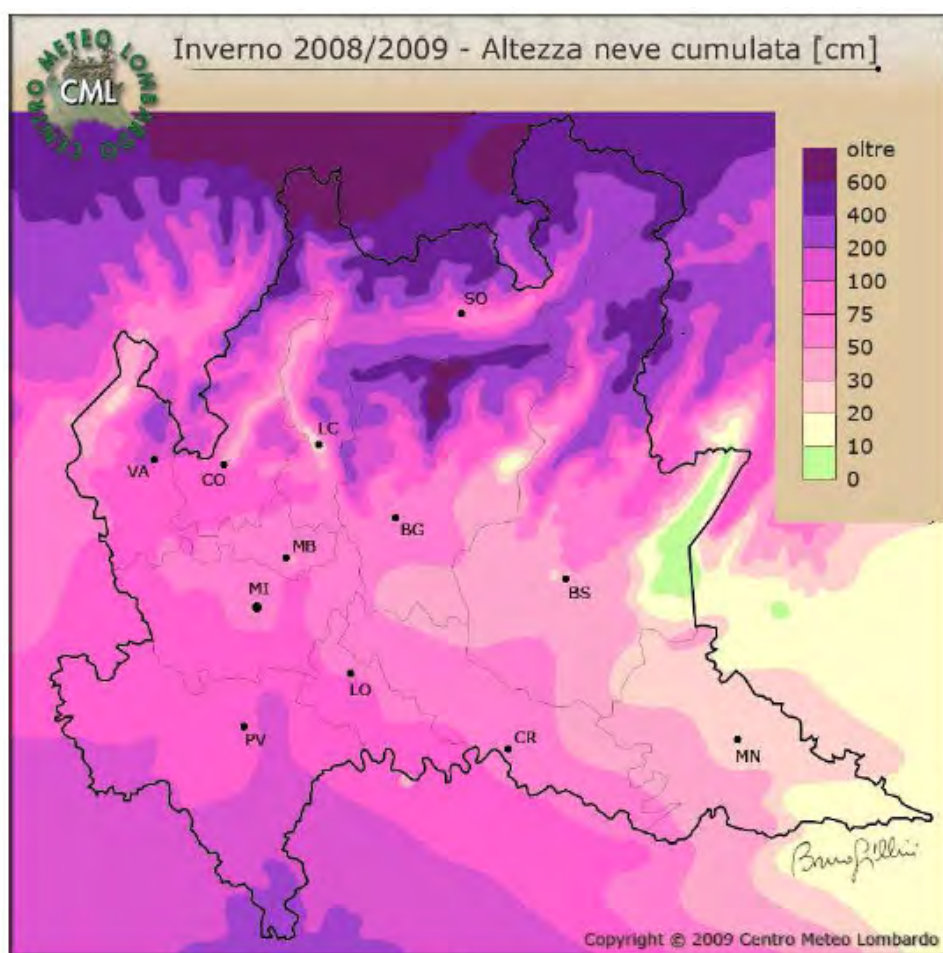 CENTRO METEO LOMBARDO
CML
Inverno 2008/2009 - Altezza neve cumulata [cm]
oltre
600
400
200
100
75
50
30
20
10
0
SO
LC
VA
CO
BG
MB
MI
BS
LO
PV
CR
MN
Copyright © 2009 Centro Meteo Lombardo